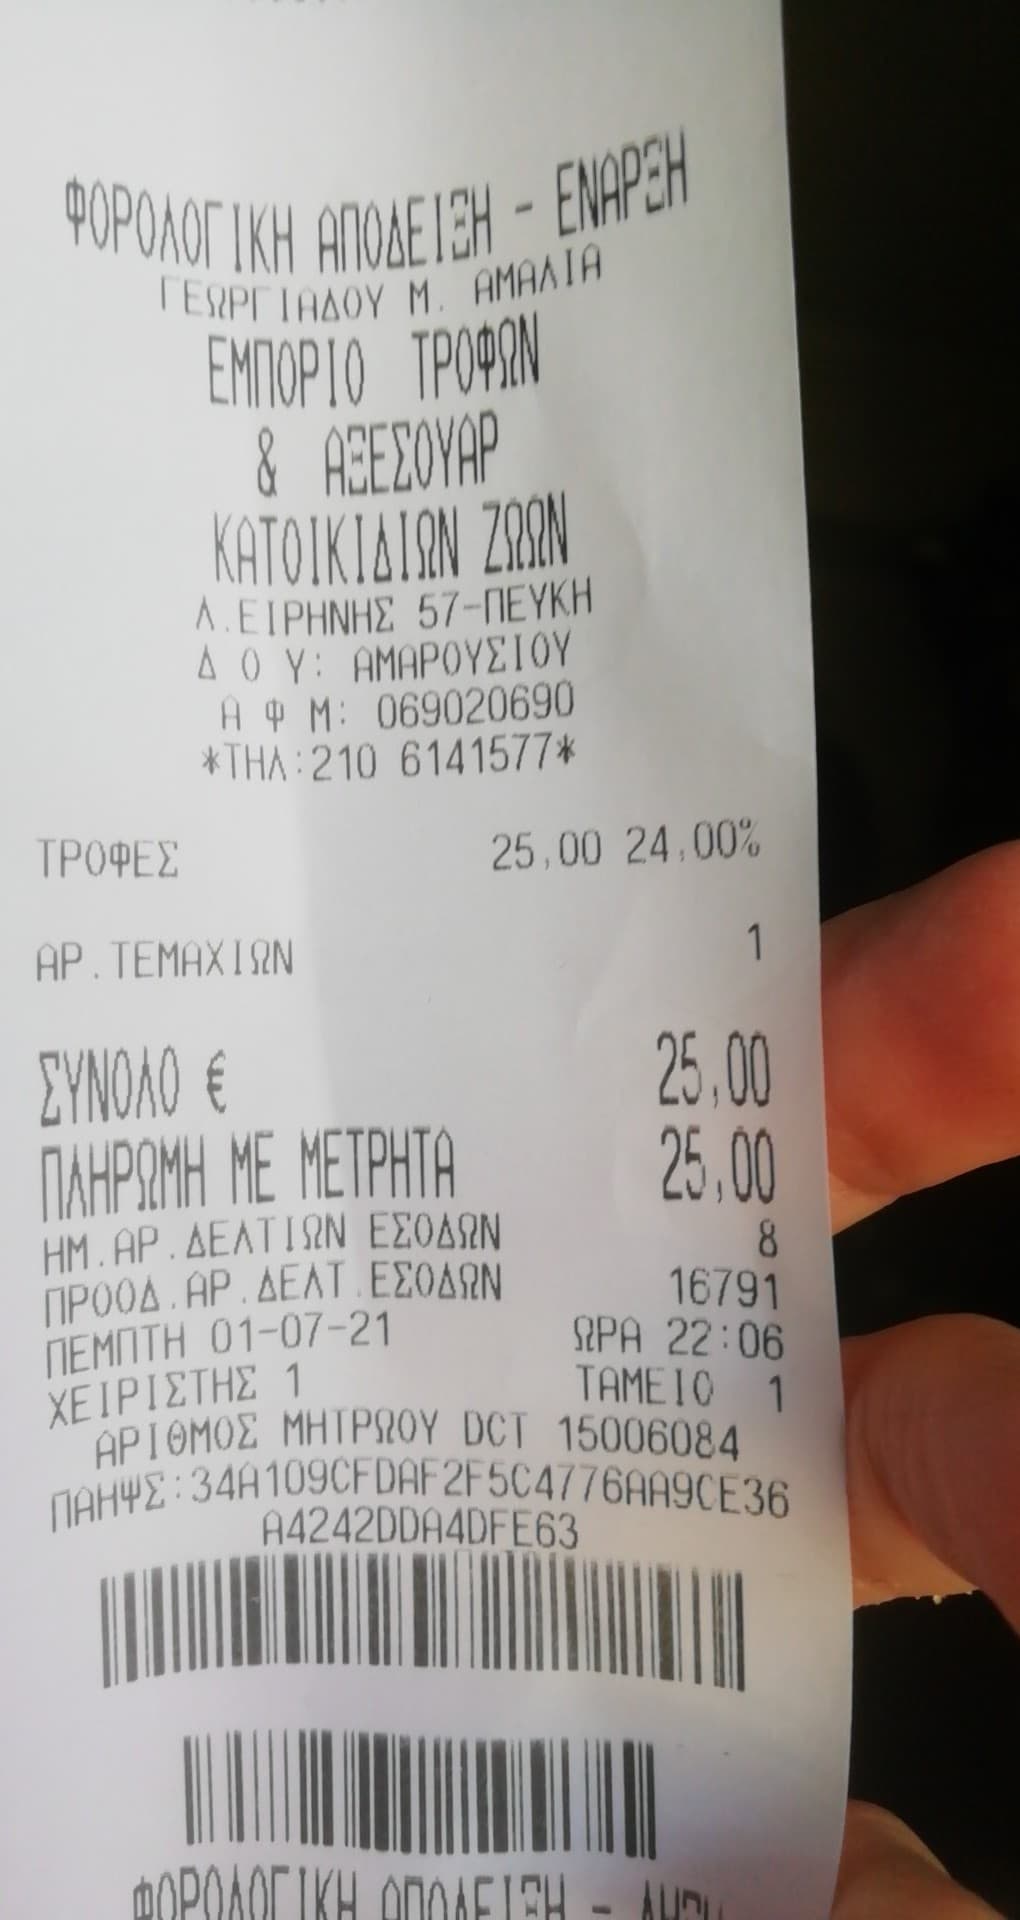 ΦΟΡΟΛΟΓΙΚΗ ΑΠΟΔΕΙΞΗ - ΕΝΑΡΞΗ
ΓΕΩΡΓΙΑΔΟΥ Μ. ΑΜΑΛΙΑ
ΕΜΠΟΡΙΟ ΤΡΟΦΩΝ
& ΑΞΕΣΟΥΑΡ
ΚΑΤΟΙΚΙΔΙΩΝ ΖΩΩΝ
Λ.ΕΙΡΗΝΗΣ 57-ΠΕΥΚΗ
Δ Ο Υ: ΑΜΑΡΟΥΣΙΟΥ
Α Φ Μ: 069020690
*ΤΗΛ:210 6141577*
ΤΡΟΦΕΣ 25,00 24,00%
ΑΡ.ΤΕΜΑΧΙΩΝ 1
ΣΥΝΟΛΟ € 25,00
ΠΛΗΡΩΜΗ ΜΕ ΜΕΤΡΗΤΑ 25,00
ΗΜ.ΑΡ.ΔΕΛΤΙΩΝ ΕΣΟΔΩΝ 8
ΠΡΟΟΔ.ΑΡ.ΔΕΛΤ.ΕΣΟΔΩΝ 16791
ΠΕΜΠΤΗ 01-07-21 ΩΡΑ 22:06
ΧΕΙΡΙΣΤΗΣ 1 ΤΑΜΕΙΟ 1
ΑΡΙΘΜΟΣ ΜΗΤΡΩΟΥ DCT 15006084
ΠΑΗΨΣ:34A109CFDAF2F5C4776AA9CE36
A4242DDA4DFE63
ΦΟΡΟΛΟΓΙΚΗ ΑΠΟΔΕΙΞΗ -